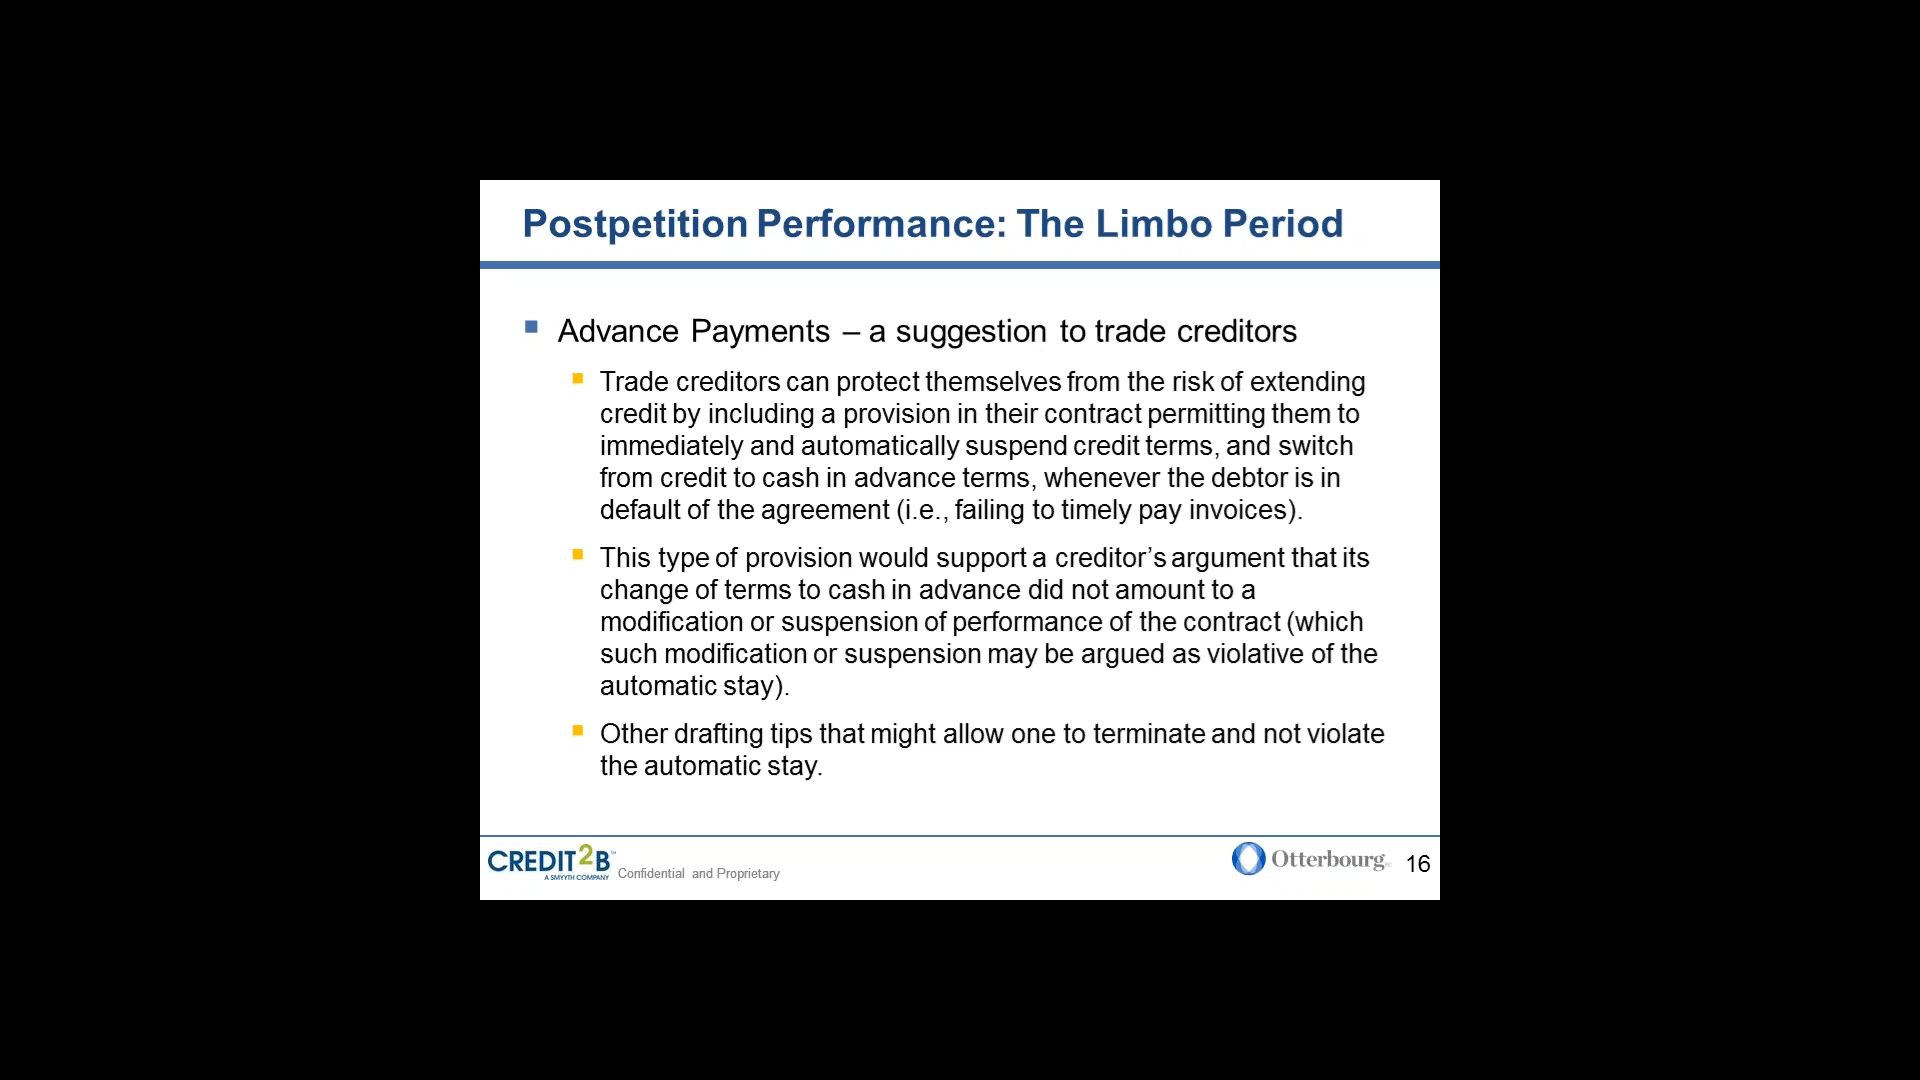 Postpetition Performance: The Limbo Period
Advance Payments – a suggestion to trade creditors
Trade creditors can protect themselves from the risk of extending
credit by including a provision in their contract permitting them to
immediately and automatically suspend credit terms, and switch
from credit to cash in advance terms, whenever the debtor is in
default of the agreement (i.e., failing to timely pay invoices).
This type of provision would support a creditor’s argument that its
change of terms to cash in advance did not amount to a
modification or suspension of performance of the contract (which
such modification or suspension may be argued as violative of the
automatic stay).
Other drafting tips that might allow one to terminate and not violate
the automatic stay.
CREDIT2B™
A SMYYTH COMPANY
Confidential and Proprietary
Otterbourg
16